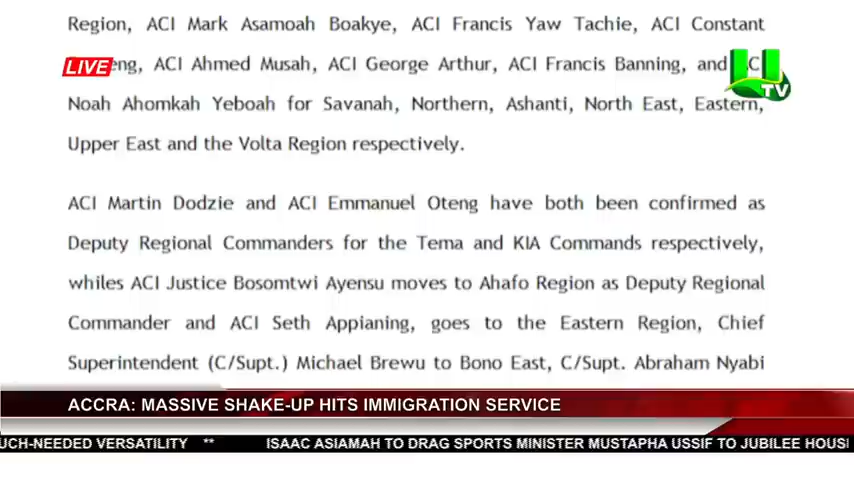 Region, ACI Mark Asamoah Boakye, ACI Francis Yaw Tachie, ACI Constant
LIVE eng, ACI Ahmed Musah, ACI George Arthur, ACI Francis Banning, and
UTV
Noah Ahomkah Yeboah for Savanah, Northern, Ashanti, North East, Eastern,
Upper East and the Volta Region respectively.
ACI Martin Dodzie and ACI Emmanuel Oteng have both been confirmed as
Deputy Regional Commanders for the Tema and KIA Commands respectively,
whiles ACI Justice Bosomtwi Ayensu moves to Ahafo Region as Deputy Regional
Commander and ACI Seth Appianing, goes to the Eastern Region, Chief
Superintendent (C/Supt.) Michael Brewu to Bono East, C/Supt. Abraham Nyabi
ACCRA: MASSIVE SHAKE-UP HITS IMMIGRATION SERVICE
UCH-NEEDED VERSATILITY ** ISAAC ASIAMAH TO DRAG SPORTS MINISTER MUSTAPHA USSIF TO JUBILEE HOUS